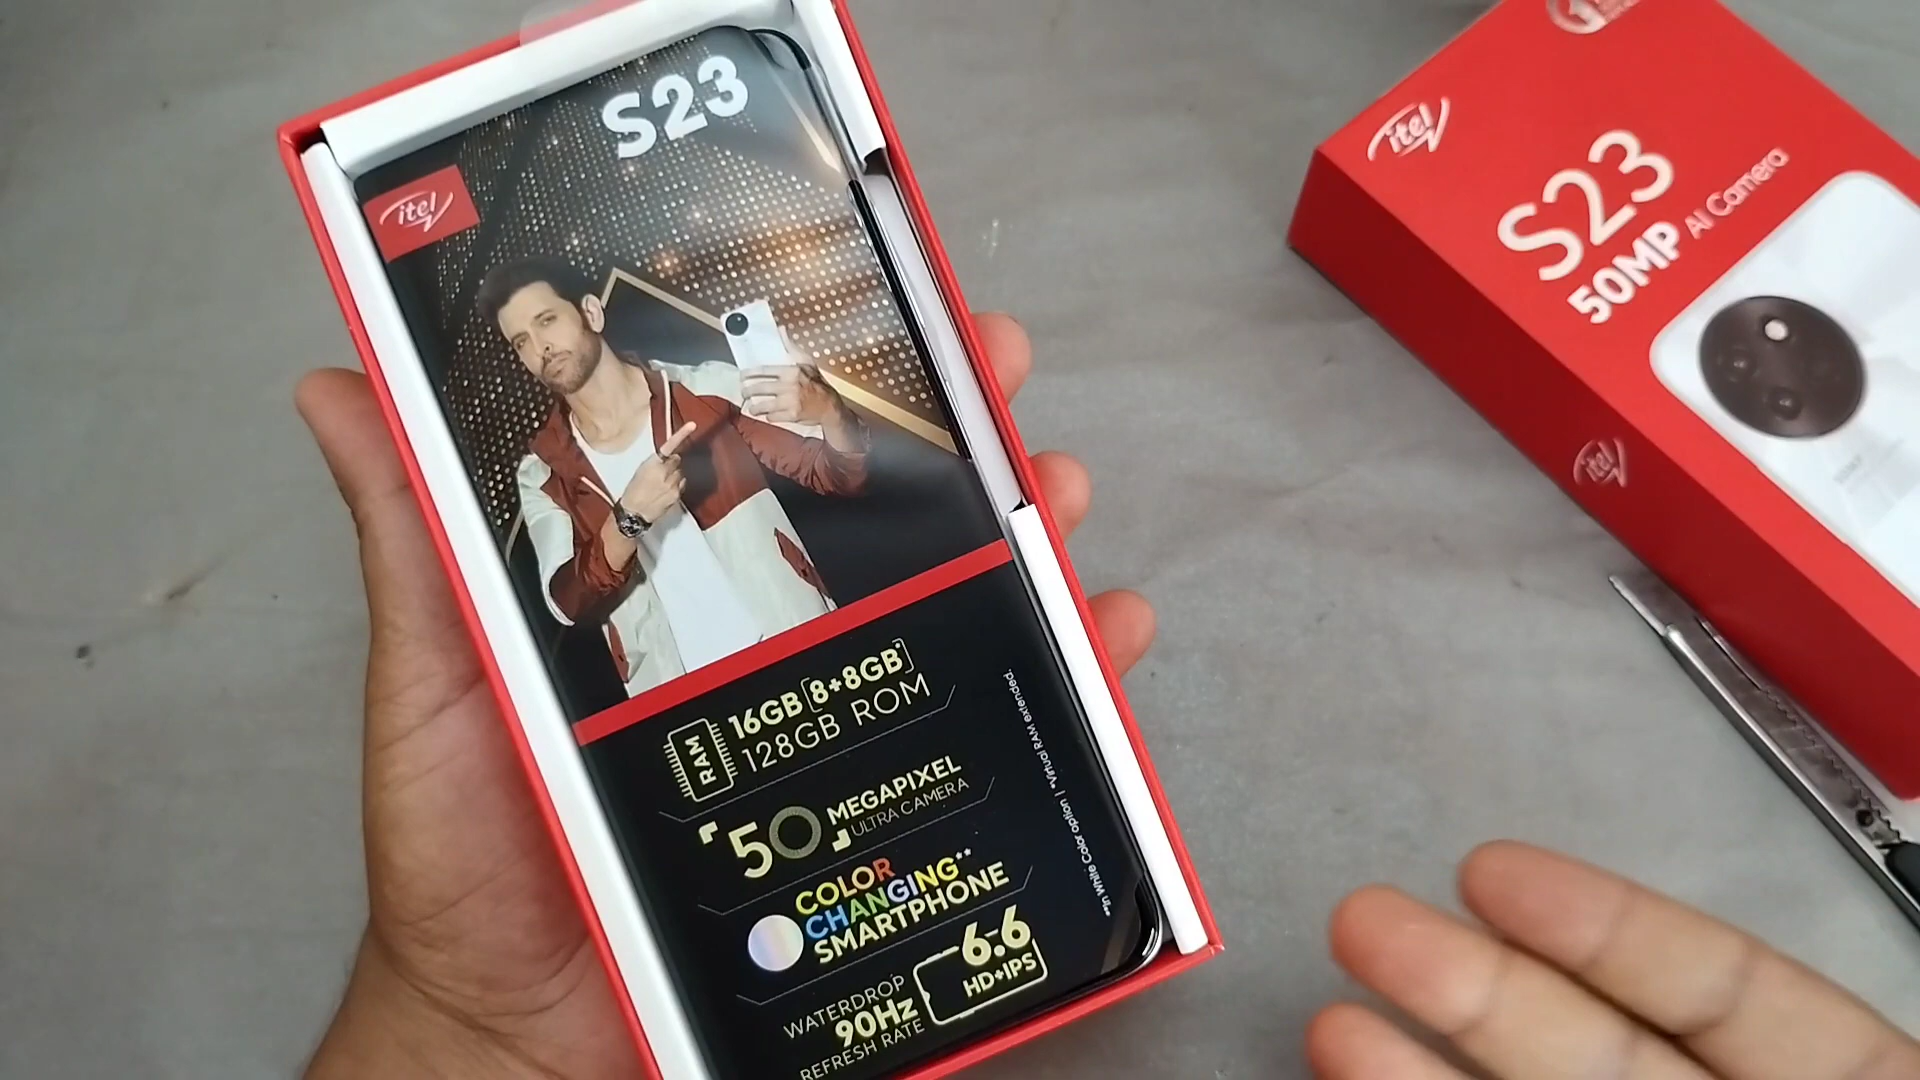 S23
itel
RAM
16GB [8+8GB*]
128GB ROM
50 MEGAPIXEL
ULTRA CAMERA
COLOR
CHANGING**
SMARTPHONE
WATERDROP
90Hz
REFRESH RATE
6.6
HD+IPS
**In White Color option | * Virtual RAM extended.
itel
S23
50MP AI Camera
itel